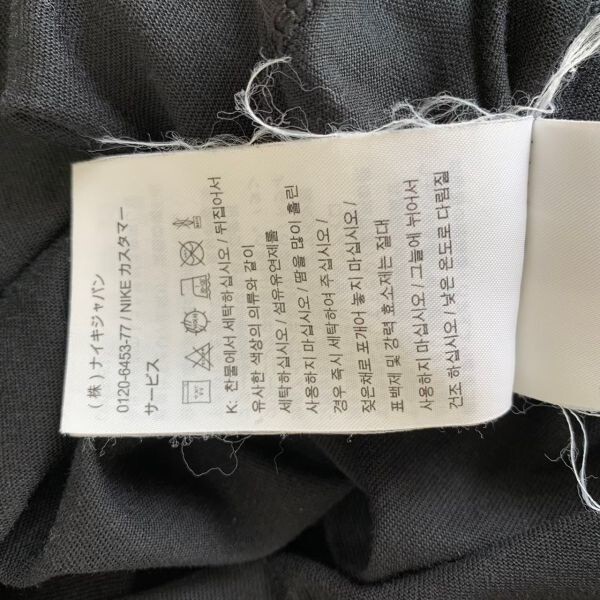 (株)ナイキジャパン
0120-6453-77 / NIKE カスタマー
サービス
K: 찬물에서 세탁하십시오 / 뒤집어서
유사한 색상의 의류와 같이
세탁하십시오 / 섬유유연제를
사용하지 마십시오 / 땀을 많이 흘린
경우 즉시 세탁하여 주십시오 /
젖은채로 포개어 놓지 마십시오 /
표백제 및 강력 효소제는 절대
사용하지 마십시오 / 그늘에 뉘어서
건조 하십시오 / 낮은 온도로 다림질